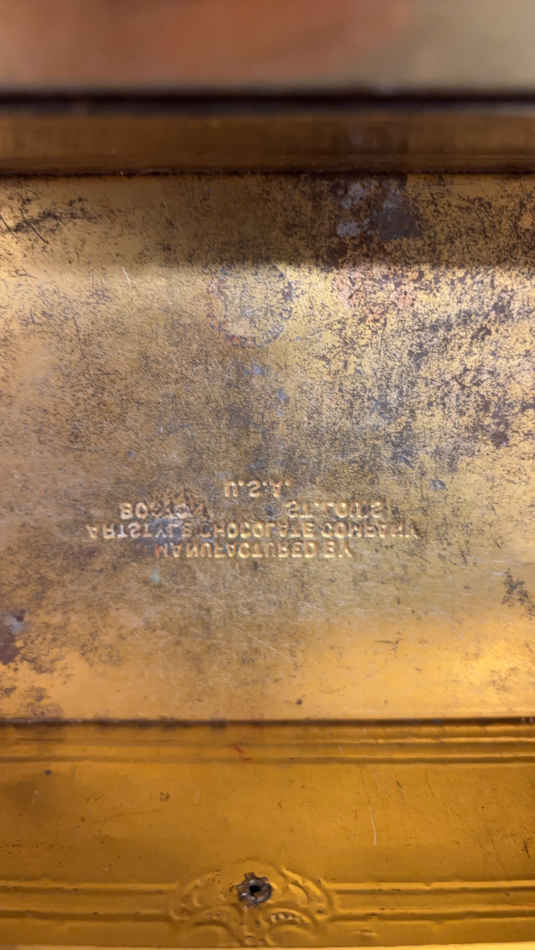 MANUFACTURED BY
ARTSTYLE CHOCOLATE COMPANY
BOSTON ST.LOUIS
U.S.A.